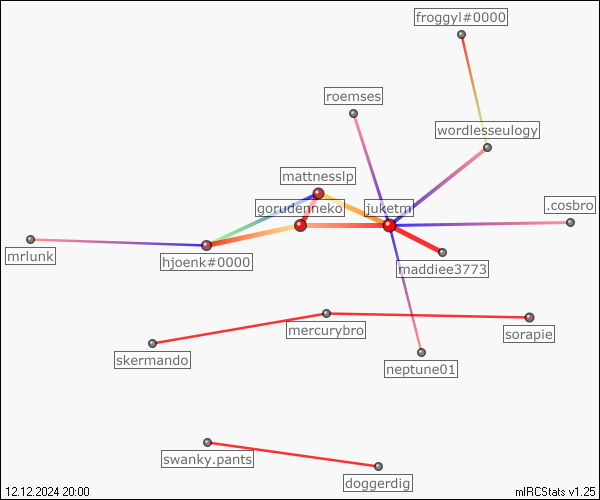 froggyl#0000
roemses
wordlesseulogy
mattnesslp
gorudenneko
juketm
.cosbro
mrlunk
hjoenk#0000
maddiee3773
mercurybro
sorapie
skermando
neptune01
swanky.pants
doggerdig
12.12.2024 20:00
mIRCStats v1.25